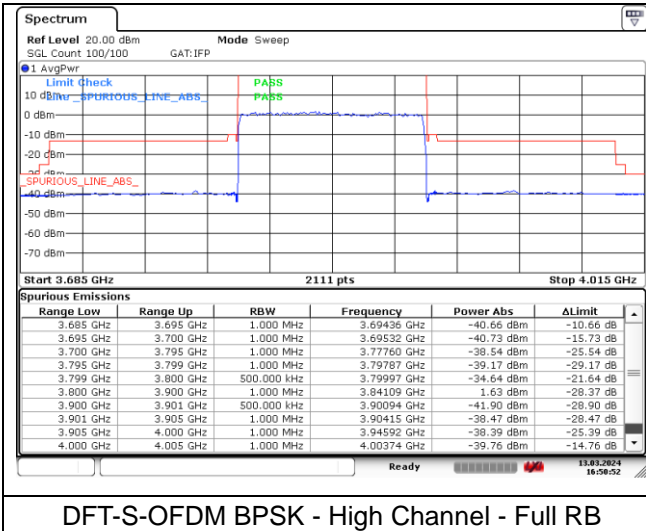 Spectrum
Ref Level 20.00 dBm Mode Sweep
SGL Count 100/100 GAT:IFP
1 AvgPwr
Limit Check PASS
10 dBm
Line _SPURIOUS_LINE_ABS_ PASS
0 dBm
-10 dBm
-20 dBm
-30 dBm
_SPURIOUS_LINE_ABS_
-40 dBm
-50 dBm
-60 dBm
-70 dBm
Start 3.685 GHz 2111 pts Stop 4.015 GHz
Spurious Emissions
Range Low Range Up RBW Frequency Power Abs ΔLimit
3.685 GHz 3.695 GHz 1.000 MHz 3.69436 GHz -40.66 dBm -10.66 dB
3.695 GHz 3.700 GHz 1.000 MHz 3.69532 GHz -40.73 dBm -15.73 dB
3.700 GHz 3.795 GHz 1.000 MHz 3.77760 GHz -38.54 dBm -25.54 dB
3.795 GHz 3.799 GHz 1.000 MHz 3.79787 GHz -39.17 dBm -29.17 dB
3.799 GHz 3.800 GHz 500.000 kHz 3.79997 GHz -34.64 dBm -21.64 dB
3.800 GHz 3.900 GHz 1.000 MHz 3.84109 GHz 1.63 dBm -28.37 dB
3.900 GHz 3.901 GHz 500.000 kHz 3.90094 GHz -41.90 dBm -28.90 dB
3.901 GHz 3.905 GHz 1.000 MHz 3.90415 GHz -38.47 dBm -28.47 dB
3.905 GHz 4.000 GHz 1.000 MHz 3.94592 GHz -38.39 dBm -25.39 dB
4.000 GHz 4.005 GHz 1.000 MHz 4.00374 GHz -39.76 dBm -14.76 dB
Ready 13.03.2024
16:50:52
DFT-S-OFDM BPSK - High Channel - Full RB